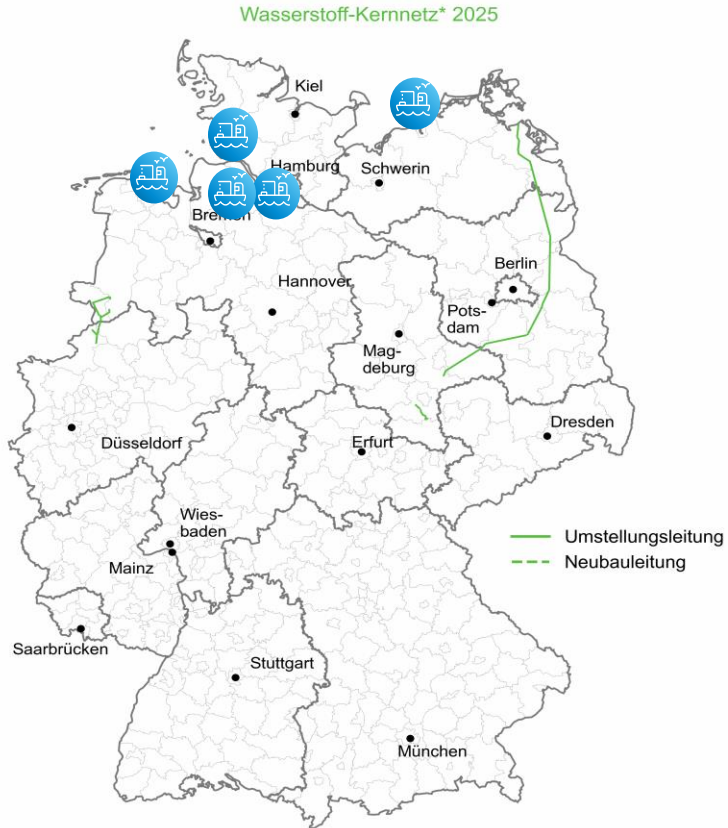 Wasserstoff-Kernnetz* 2025
Kiel
Hamburg
Schwerin
Bremen
Hannover
Berlin
Pots-
dam
Mag-
deburg
Düsseldorf
Erfurt
Dresden
Wies-
baden
Mainz
Umstellungsleitung
Neubauleitung
Saarbrücken
Stuttgart
München